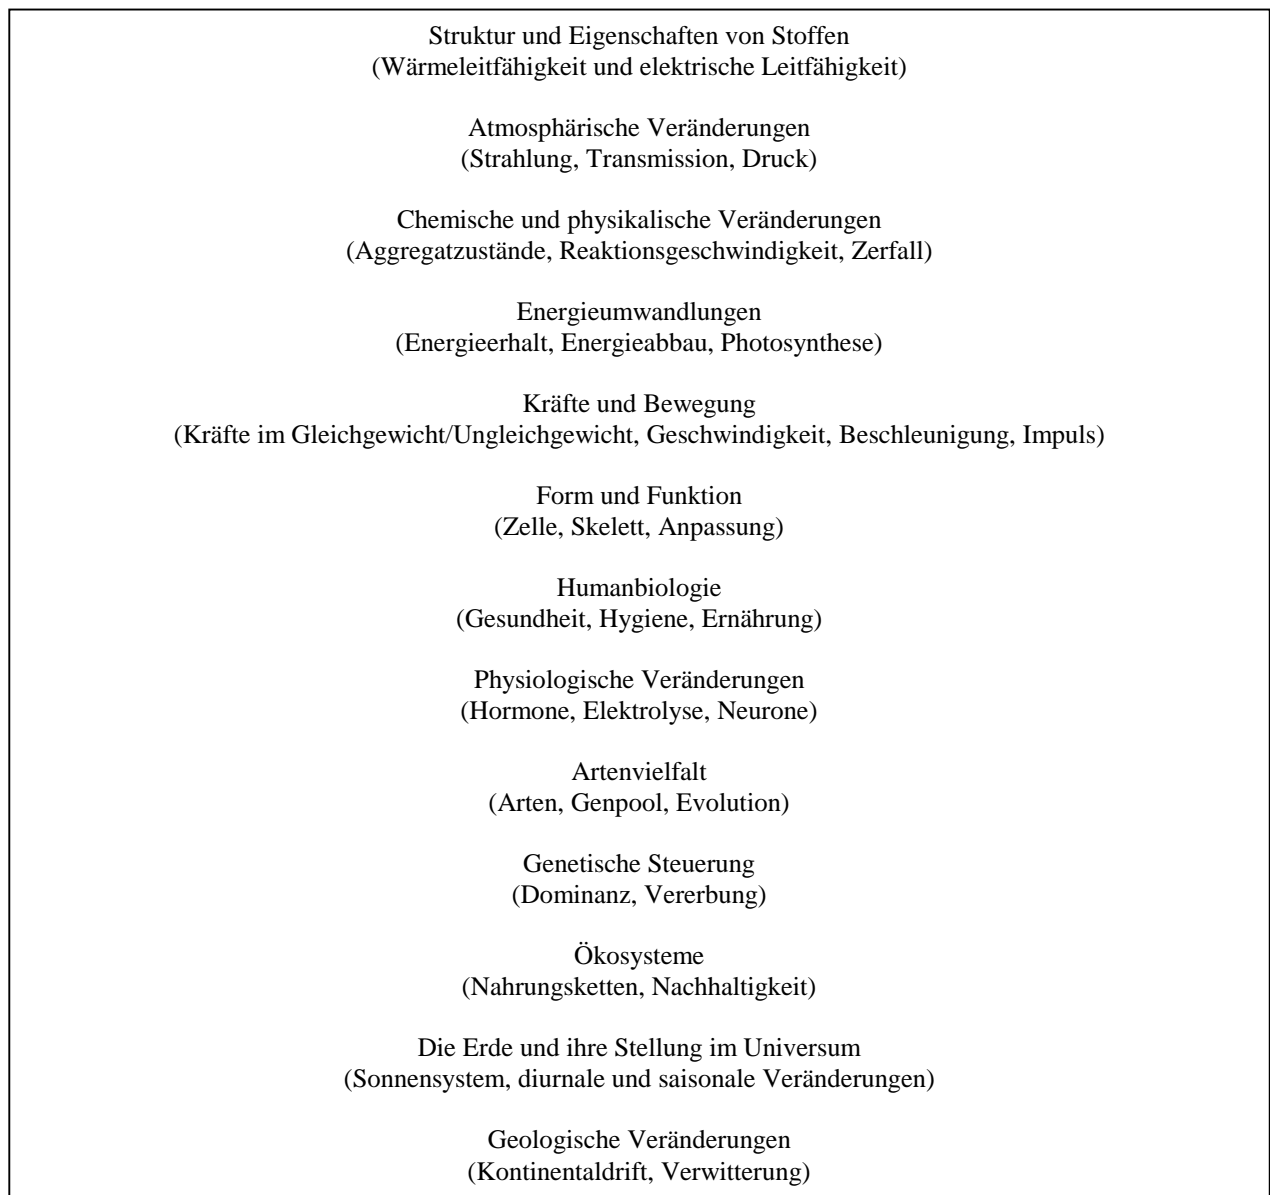 Struktur und Eigenschaften von Stoffen
(Wärmeleitfähigkeit und elektrische Leitfähigkeit)
Atmosphärische Veränderungen
(Strahlung, Transmission, Druck)
Chemische und physikalische Veränderungen
(Aggregatzustände, Reaktionsgeschwindigkeit, Zerfall)
Energieumwandlungen
(Energieerhalt, Energieabbau, Photosynthese)
Kräfte und Bewegung
(Kräfte im Gleichgewicht/Ungleichgewicht, Geschwindigkeit, Beschleunigung, Impuls)
Form und Funktion
(Zelle, Skelett, Anpassung)
Humanbiologie
(Gesundheit, Hygiene, Ernährung)
Physiologische Veränderungen
(Hormone, Elektrolyse, Neurone)
Artenvielfalt
(Arten, Genpool, Evolution)
Genetische Steuerung
(Dominanz, Vererbung)
Ökosysteme
(Nahrungsketten, Nachhaltigkeit)
Die Erde und ihre Stellung im Universum
(Sonnensystem, diurnale und saisonale Veränderungen)
Geologische Veränderungen
(Kontinentaldrift, Verwitterung)